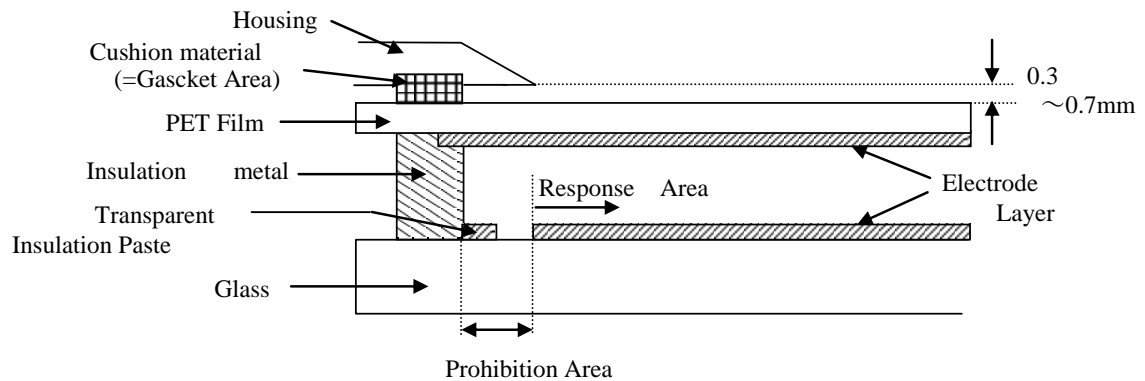 Housing
Cushion material
(=Gascket Area)
0.3
～0.7mm
PET Film
Insulation metal
Response Area
Electrode
Layer
Transparent
Insulation Paste
Glass
Prohibition Area